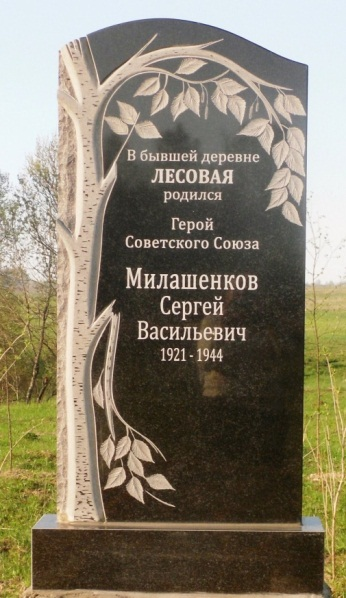 В бывшей деревне
ЛЕСОВАЯ
родился
Герой
Советского Союза
Милашенков
Сергей
Васильевич
1921 - 1944